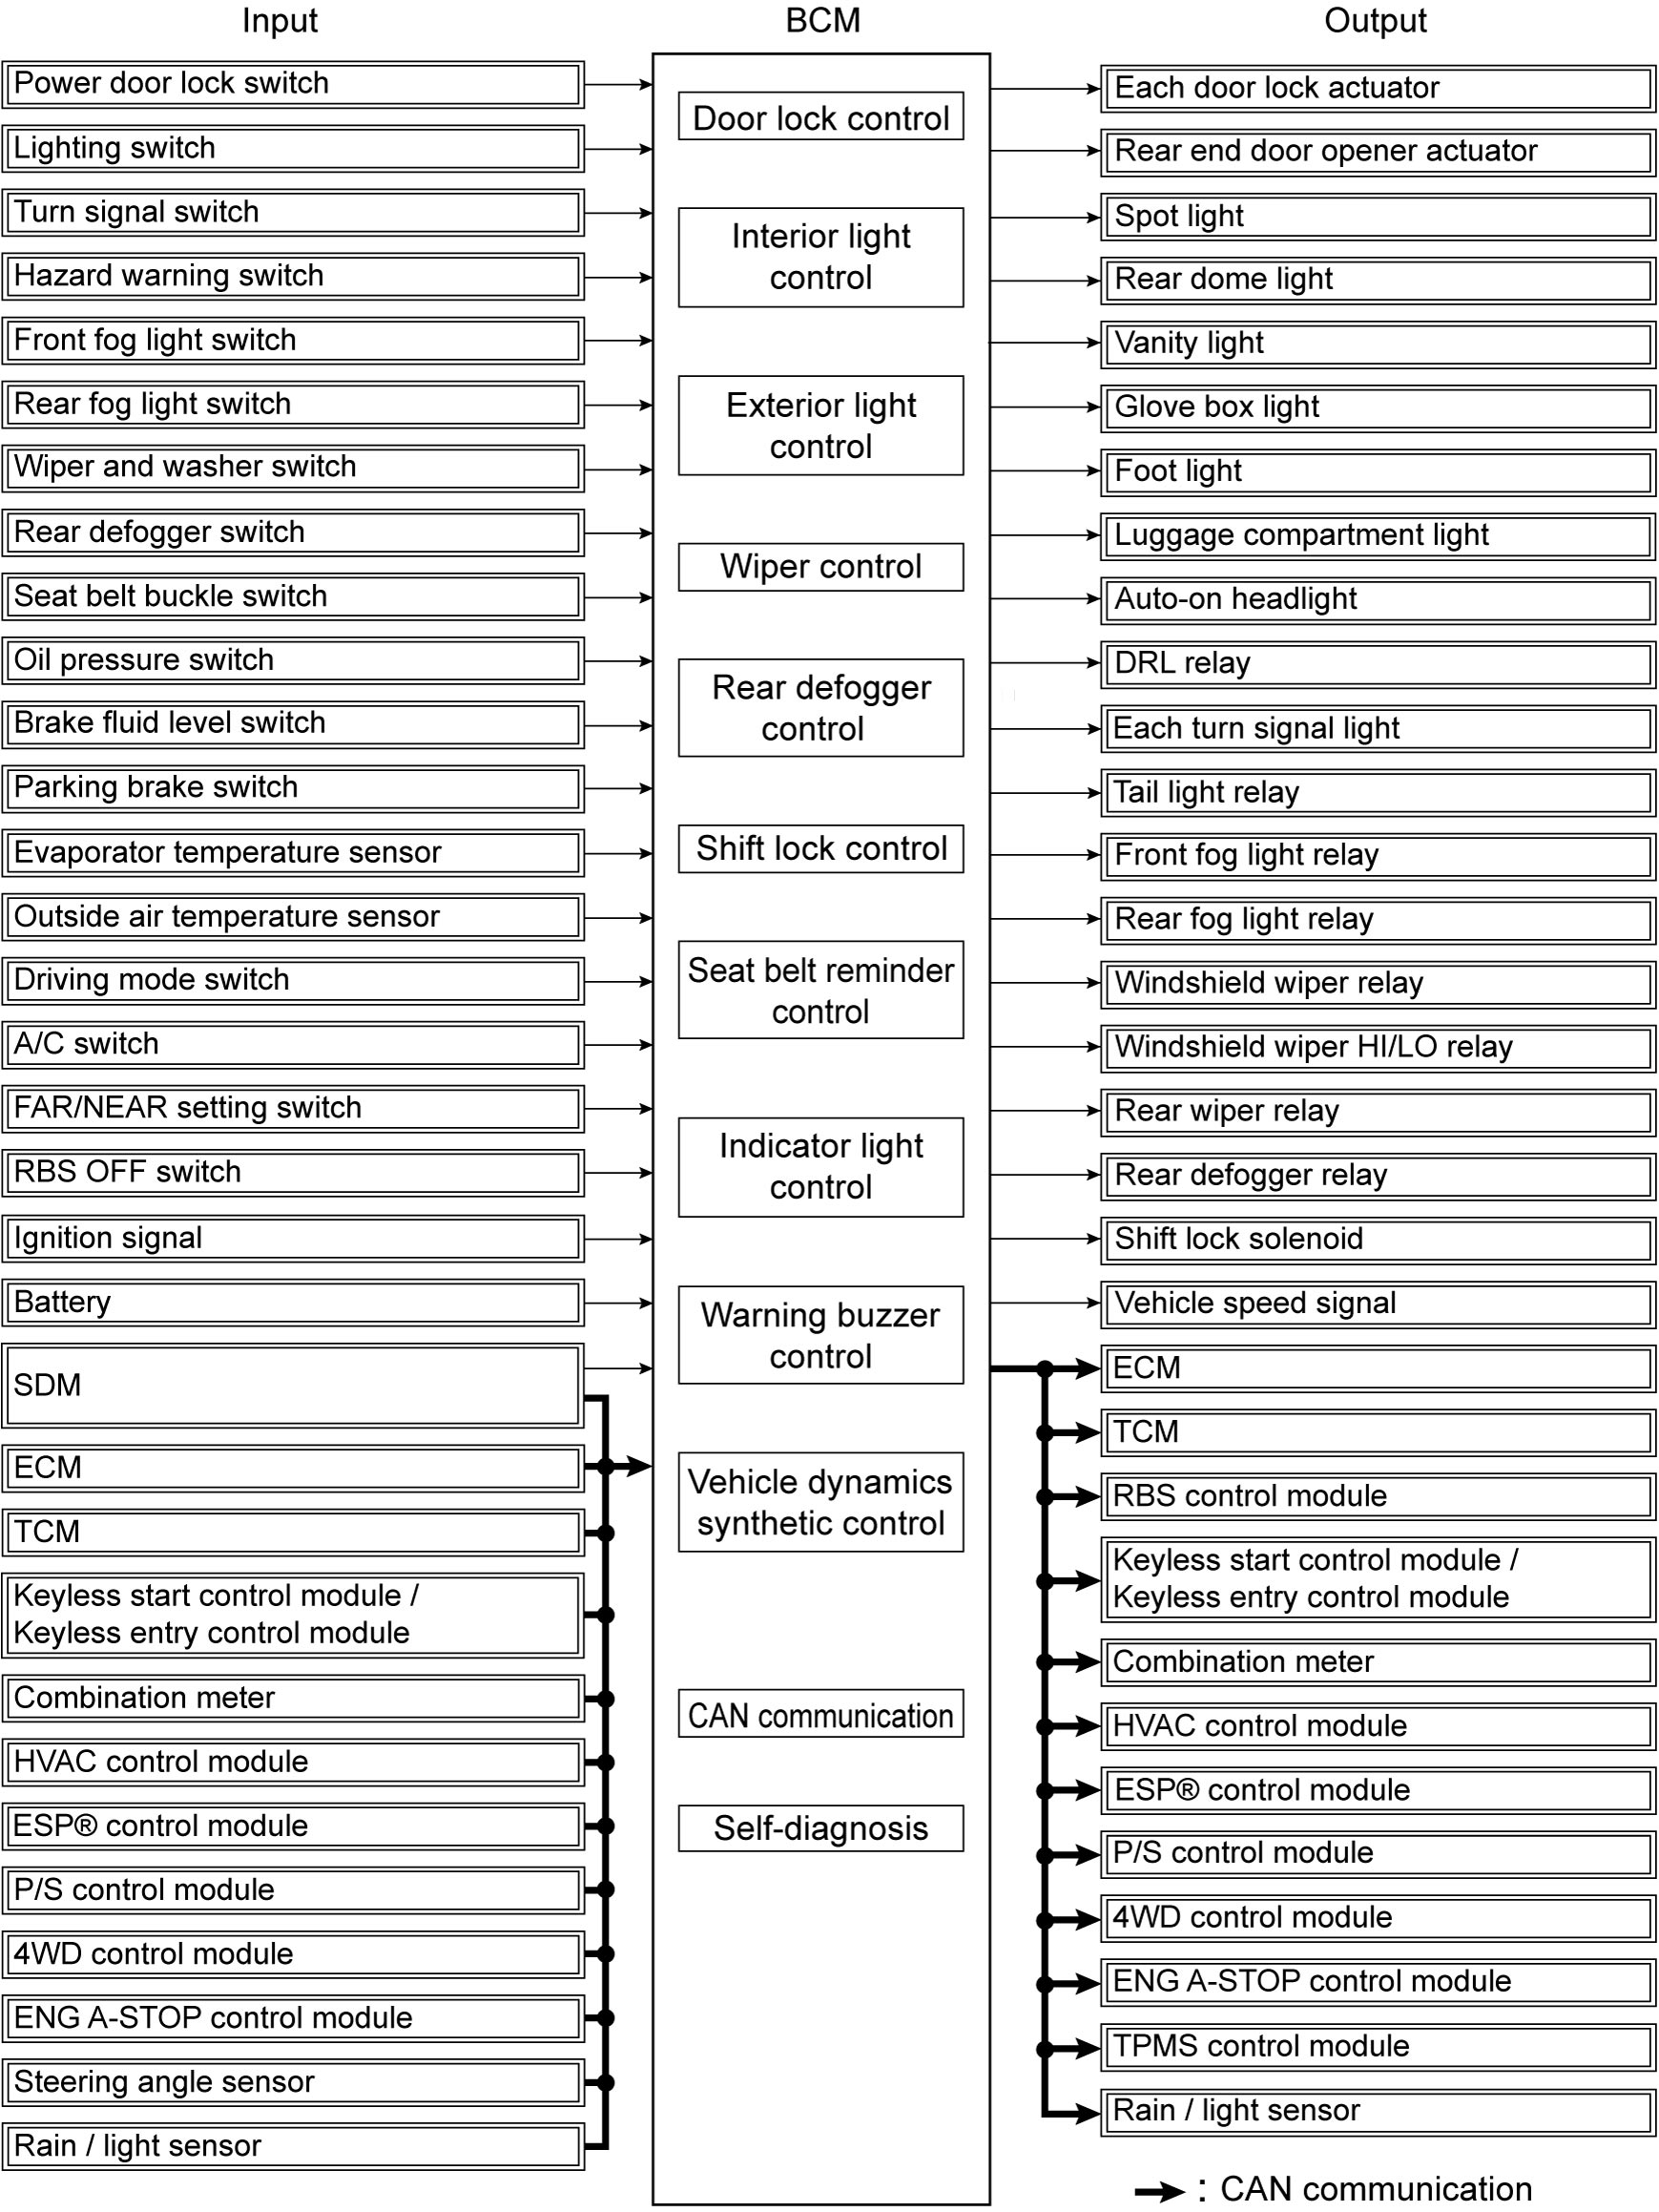 Input
BCM
Output
Power door lock switch
Lighting switch
Turn signal switch
Hazard warning switch
Front fog light switch
Rear fog light switch
Wiper and washer switch
Rear defogger switch
Seat belt buckle switch
Oil pressure switch
Brake fluid level switch
Parking brake switch
Evaporator temperature sensor
Outside air temperature sensor
Driving mode switch
A/C switch
FAR/NEAR setting switch
RBS OFF switch
Ignition signal
Battery
SDM
ECM
TCM
Keyless start control module /
Keyless entry control module
Combination meter
HVAC control module
ESP® control module
P/S control module
4WD control module
ENG A-STOP control module
Steering angle sensor
Rain / light sensor
Door lock control
Interior light
control
Exterior light
control
Wiper control
Rear defogger
control
Shift lock control
Seat belt reminder
control
Indicator light
control
Warning buzzer
control
Vehicle dynamics
synthetic control
CAN communication
Self-diagnosis
Each door lock actuator
Rear end door opener actuator
Spot light
Rear dome light
Vanity light
Glove box light
Foot light
Luggage compartment light
Auto-on headlight
DRL relay
Each turn signal light
Tail light relay
Front fog light relay
Rear fog light relay
Windshield wiper relay
Windshield wiper HI/LO relay
Rear wiper relay
Rear defogger relay
Shift lock solenoid
Vehicle speed signal
ECM
TCM
RBS control module
Keyless start control module /
Keyless entry control module
Combination meter
HVAC control module
ESP® control module
P/S control module
4WD control module
ENG A-STOP control module
TPMS control module
Rain / light sensor
: CAN communication